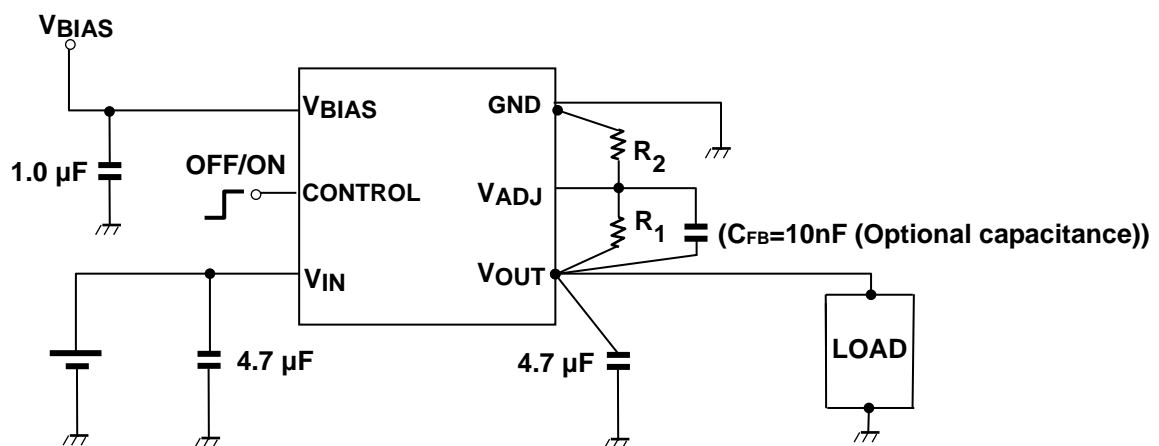 VBIAS
VBIAS
GND
R2
1.0 µF
OFF/ON
CONTROL
VADJ
R1
(CFB=10nF (Optional capacitance))
VIN
VOUT
4.7 µF
4.7 µF
LOAD